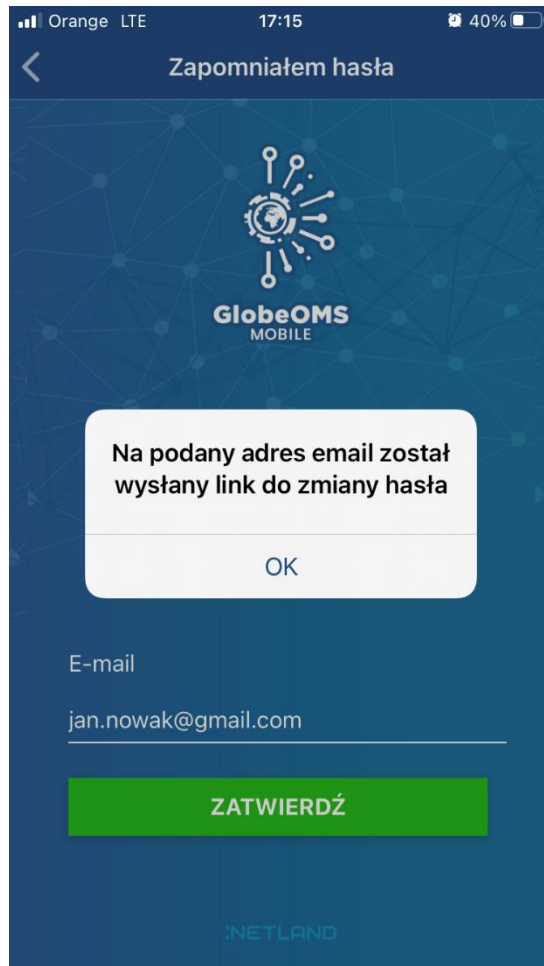 Orange LTE 17:15 40%
Zapomniałem hasła
GlobeOMS
MOBILE
Na podany adres email został
wysłany link do zmiany hasła
OK
E-mail
jan.nowak@gmail.com
ZATWIERDŹ
:NETLAND